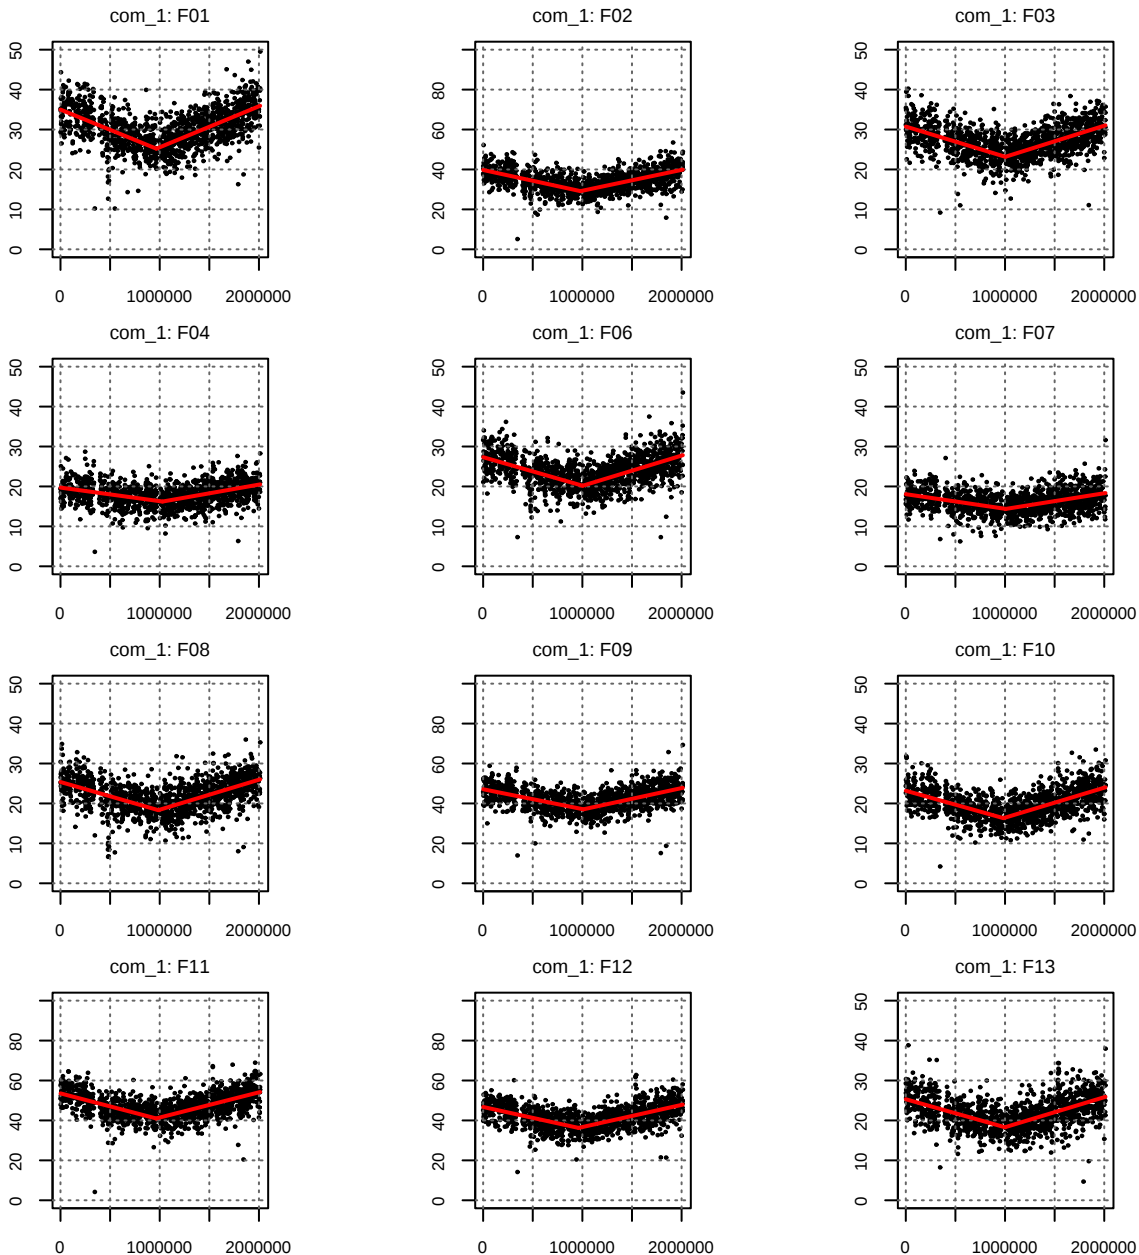 com_1: F01 com_1: F02 com_1: F03
50 40 30 20 10 0 80 60 40 20 0 50 40 30 20 10 0
0 1000000 2000000 0 1000000 2000000 0 1000000 2000000
com_1: F04 com_1: F06 com_1: F07
50 40 30 20 10 0 50 40 30 20 10 0 50 40 30 20 10 0
0 1000000 2000000 0 1000000 2000000 0 1000000 2000000
com_1: F08 com_1: F09 com_1: F10
50 40 30 20 10 0 80 60 40 20 0 50 40 30 20 10 0
0 1000000 2000000 0 1000000 2000000 0 1000000 2000000
com_1: F11 com_1: F12 com_1: F13
80 60 40 20 0 80 60 40 20 0 50 40 30 20 10 0
0 1000000 2000000 0 1000000 2000000 0 1000000 2000000